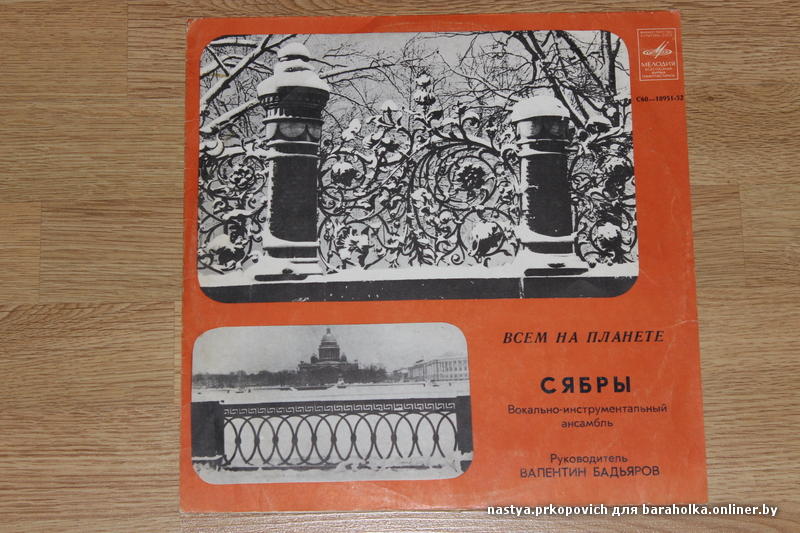 МЕЛОДИЯ
С60—10951-52
ВСЕМ НА ПЛАНЕТЕ
СЯБРЫ
Вокально-инструментальный
ансамбль
Руководитель
ВАЛЕНТИН БАДЬЯРОВ
nastya.prkopovich для baraholka.onliner.by